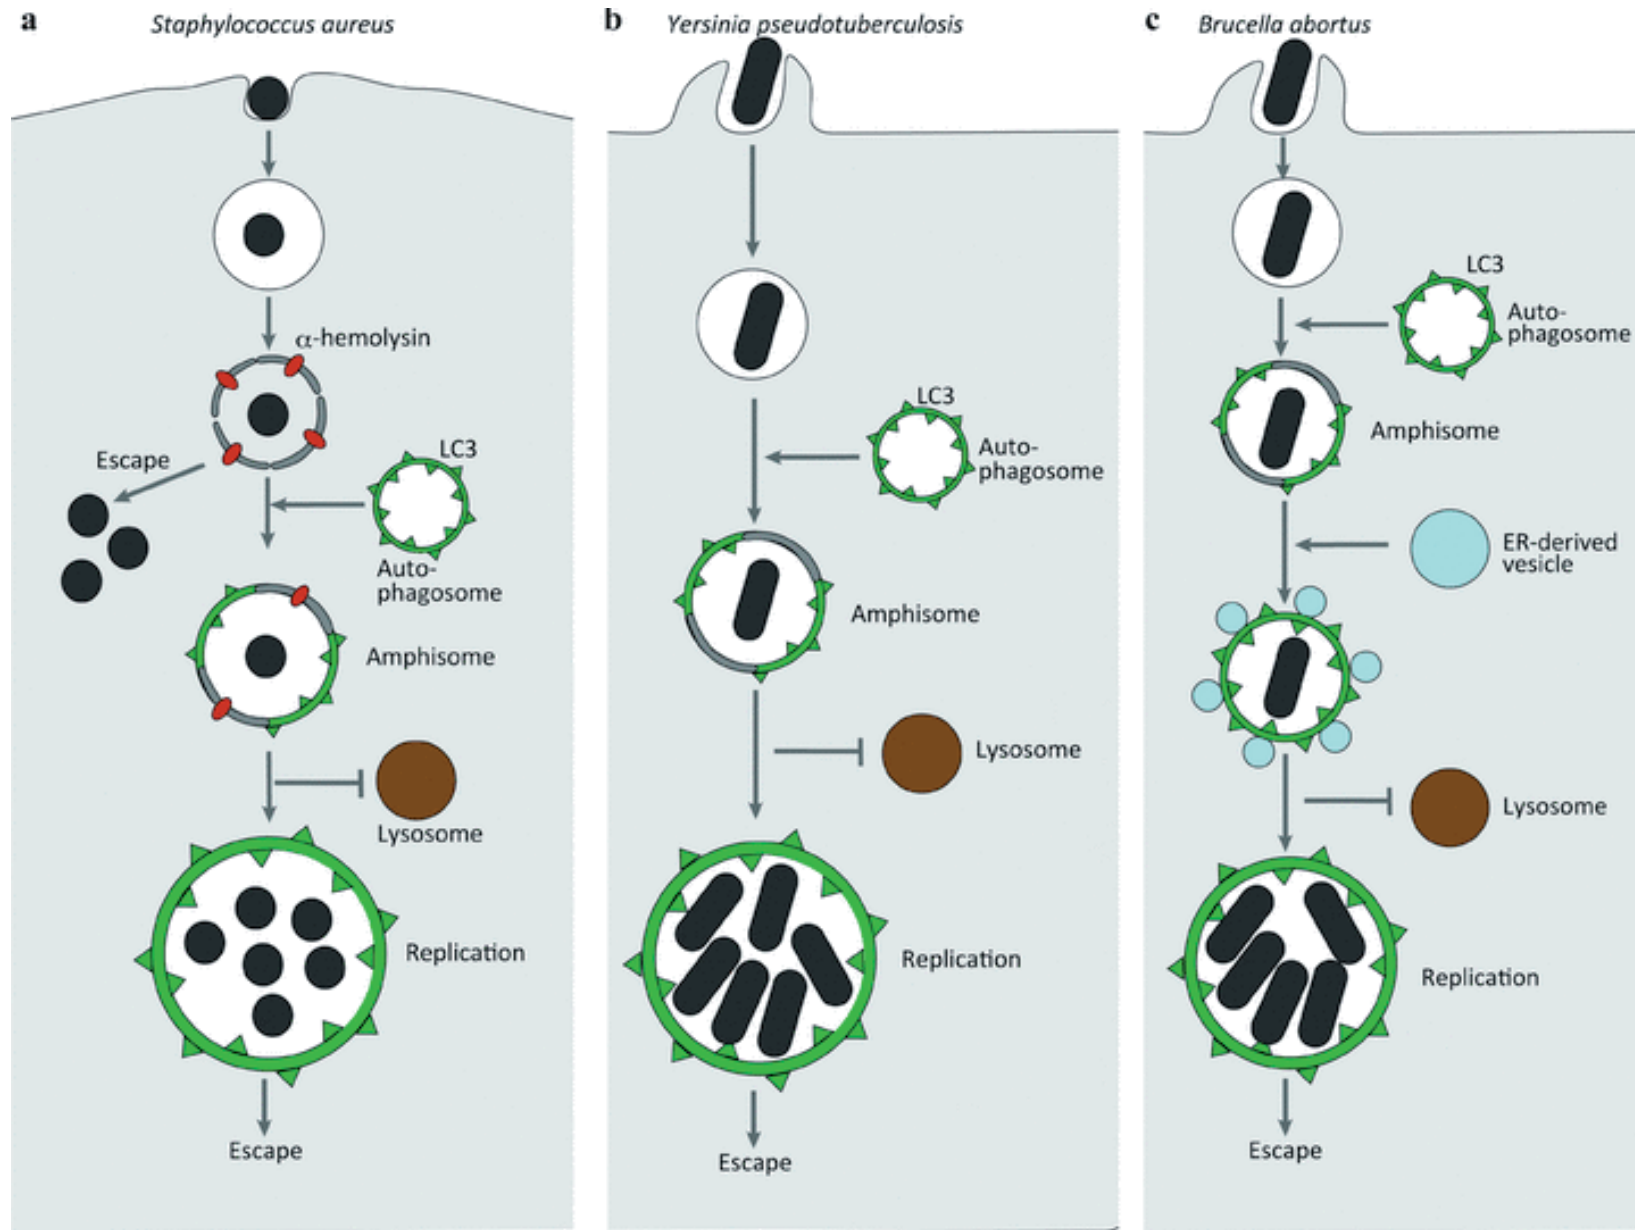 a
Staphylococcus aureus
α-hemolysin
Escape
LC3
Auto-
phagosome
Amphisome
Lysosome
Replication
Escape
b
Yersinia pseudotuberculosis
LC3
Auto-
phagosome
Amphisome
Lysosome
Replication
Escape
c
Brucella abortus
LC3
Auto-
phagosome
Amphisome
ER-derived
vesicle
Lysosome
Replication
Escape